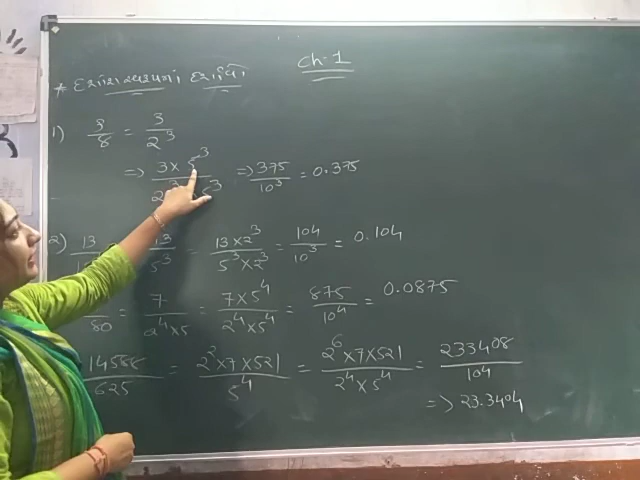 ch-1
* દશાંશ સ્વરૂપમાં દર્શાવો
1) 3/8 = 3/2³
=> 3 × 5³ / 2³ 5³ => 375/10³ = 0.375
2) 13/ = 13/5³ = 13 × 2³ / 5³ × 2³ = 104/10³ = 0.104
/80 = 7/2⁴ × 5 = 7 × 5⁴ / 2⁴ × 5⁴ = 875/10⁴ = 0.0875
14588/625 = 2² × 7 × 521 / 5⁴ = 2⁶ × 7 × 521 / 2⁴ × 5⁴ = 233408/10⁴
=> 23.3404